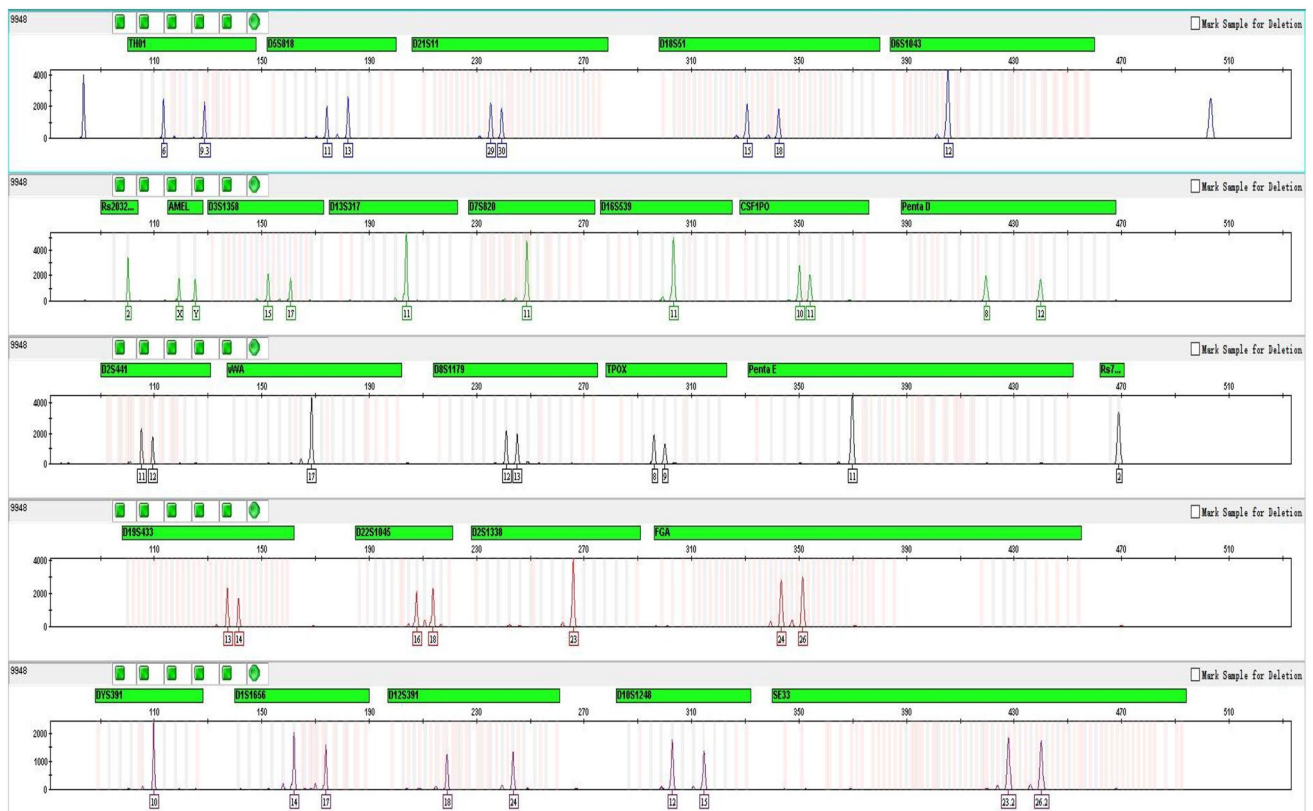 9948
Mark Sample for Deletion
TH01 D5S818 D21S11 D18S51 D6S1043
110 150 190 230 270 310 350 390 430 470 510
4000
2000
0
6 9.3 11 13 29 30 15 18 12
9948
Mark Sample for Deletion
Rs2032... AMEL D3S1358 D13S317 D7S820 D16S539 CSF1PO Penta D
110 150 190 230 270 310 350 390 430 470 510
4000
2000
0
2 X Y 15 17 11 11 11 10 11 8 12
9948
Mark Sample for Deletion
D2S441 vWA D8S1179 TPOX Penta E Rs7...
110 150 190 230 270 310 350 390 430 470 510
4000
2000
0
11 12 17 12 13 8 9 11 2
9948
Mark Sample for Deletion
D19S433 D22S1045 D2S1338 FGA
110 150 190 230 270 310 350 390 430 470 510
4000
2000
0
13 14 16 18 23 24 26
9948
Mark Sample for Deletion
DYS391 D1S1656 D12S391 D10S1248 SE33
110 150 190 230 270 310 350 390 430 470 510
2000
1000
0
10 14 17 18 24 12 15 23.2 26.2